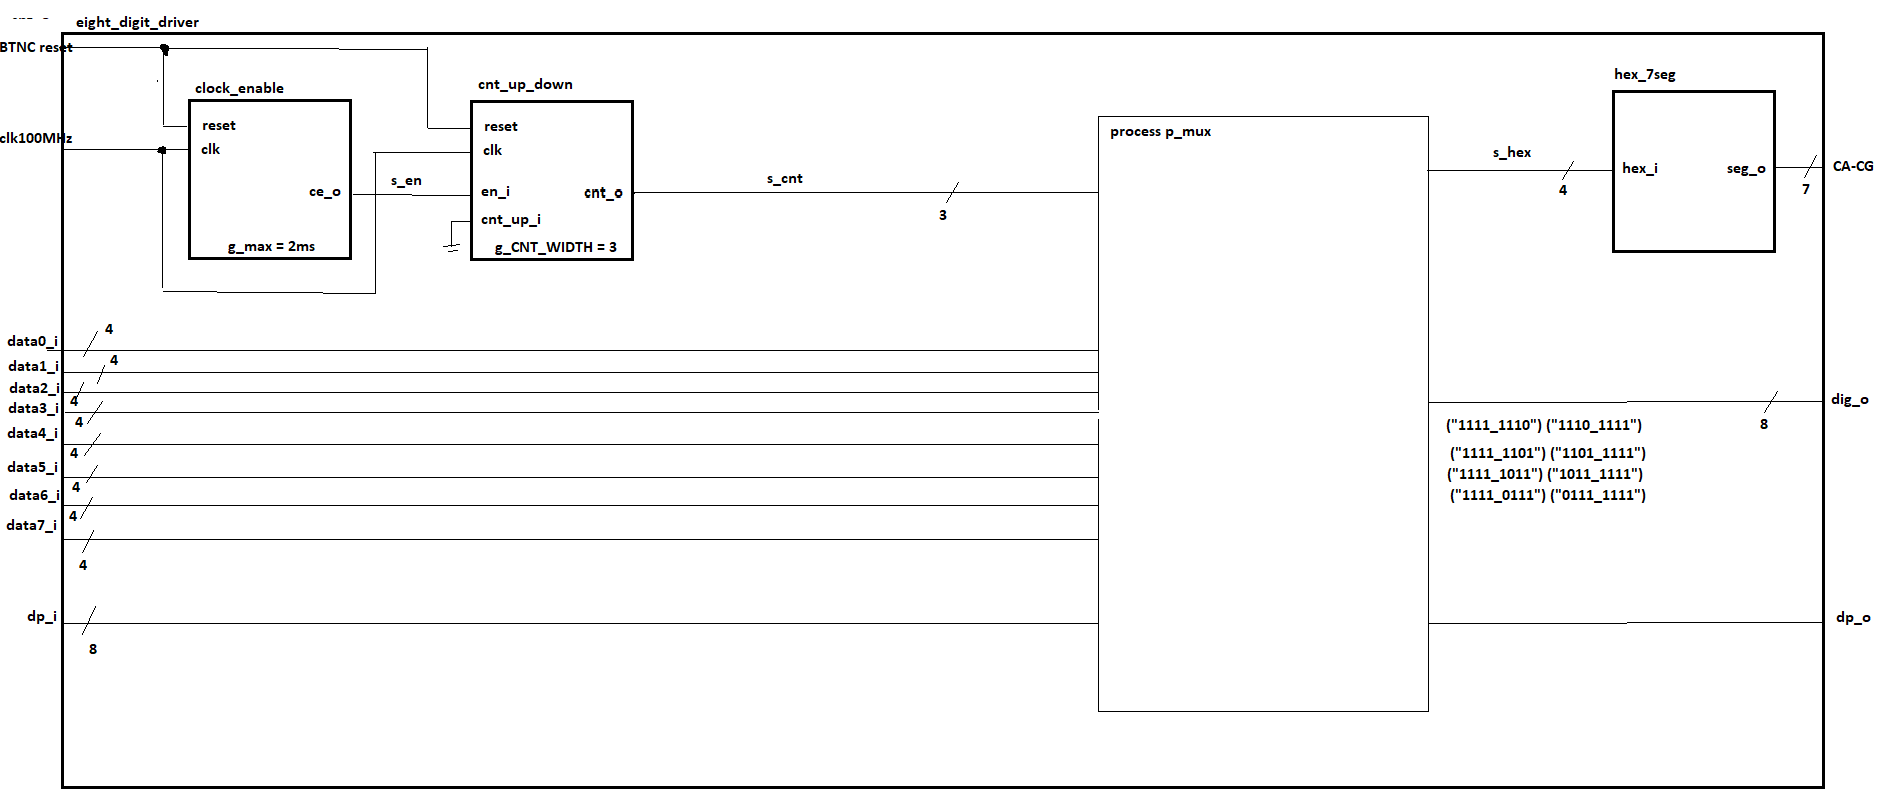 eight_digit_driver
BTNC reset
clk100MHz
clock_enable
reset
clk
ce_o
g_max = 2ms
s_en
cnt_up_down
reset
clk
en_i
cnt_o
cnt_up_i
g_CNT_WIDTH = 3
s_cnt
3
process p_mux
s_hex
4
hex_7seg
hex_i
seg_o
7
CA-CG
data0_i
4
data1_i
4
data2_i
4
data3_i
4
data4_i
4
data5_i
4
data6_i
4
data7_i
4
dp_i
8
dig_o
8
("1111_1110") ("1110_1111")
("1111_1101") ("1101_1111")
("1111_1011") ("1011_1111")
("1111_0111") ("0111_1111")
dp_o